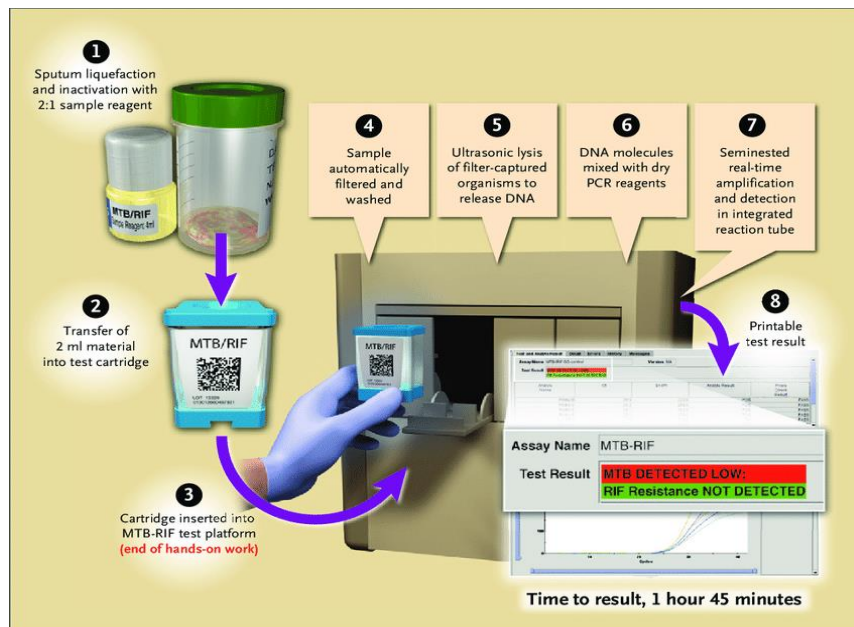 1
Sputum liquefaction
and inactivation with
2:1 sample reagent
MTB/RIF
Sample Reagent 4ml
2
Transfer of
2 ml material
into test cartridge
MTB/RIF
3
Cartridge inserted into
MTB-RIF test platform
(end of hands-on work)
MTB/RIF
4
Sample
automatically
filtered and
washed
5
Ultrasonic lysis
of filter-captured
organisms to
release DNA
6
DNA molecules
mixed with dry
PCR reagents
7
Seminested
real-time
amplification
and detection
in integrated
reaction tube
8
Printable
test result
Assay Name MTB-RIF
Test Result MTB DETECTED LOW:
RIF Resistance NOT DETECTED
Cycles
Time to result, 1 hour 45 minutes